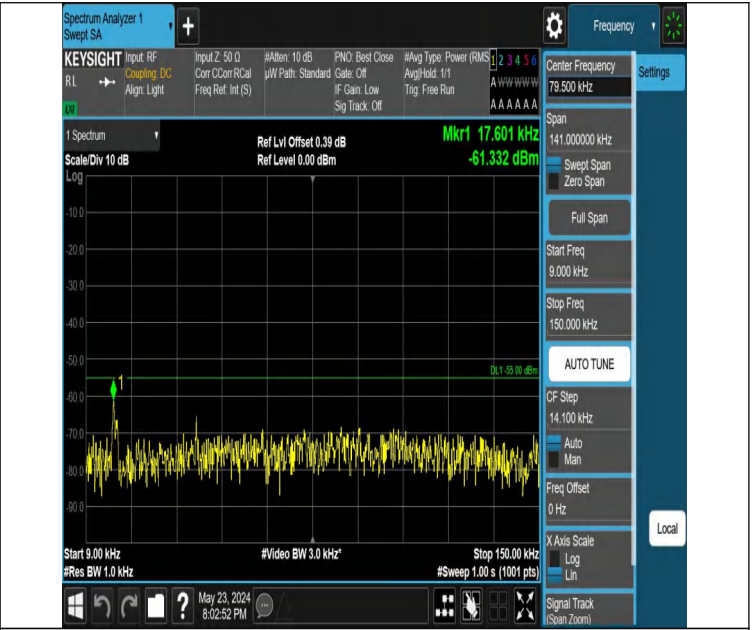 Spectrum Analyzer 1
Swept SA
+
Frequency
KEYSIGHT
RL
Input: RF
Coupling: DC
Align: Light
Input Z: 50 Ω
Corr CCorr RCal
Freq Ref: Int (S)
#Atten: 10 dB
µW Path: Standard
PNO: Best Close
Gate: Off
IF Gain: Low
Sig Track: Off
#Avg Type: Power (RMS
Avg|Hold: 1/1
Trig: Free Run
1 2 3 4 5 6
A W W W W W
A A A A A A
1 Spectrum
Scale/Div 10 dB
Log
Ref Lvl Offset 0.39 dB
Ref Level 0.00 dBm
Mkr1 17.601 kHz
-61.332 dBm
-10.0
-20.0
-30.0
-40.0
-50.0
-60.0
-70.0
-80.0
-90.0
1
DL1 -55.00 dBm
Start 9.00 kHz
#Res BW 1.0 kHz
#Video BW 3.0 kHz*
Stop 150.00 kHz
#Sweep 1.00 s (1001 pts)
Center Frequency
79.500 kHz
Settings
Span
141.000000 kHz
Swept Span
Zero Span
Full Span
Start Freq
9.000 kHz
Stop Freq
150.000 kHz
AUTO TUNE
CF Step
14.100 kHz
Auto
Man
Freq Offset
0 Hz
X Axis Scale
Log
Lin
Signal Track
(Span Zoom)
Local
?
May 23, 2024
8:02:52 PM